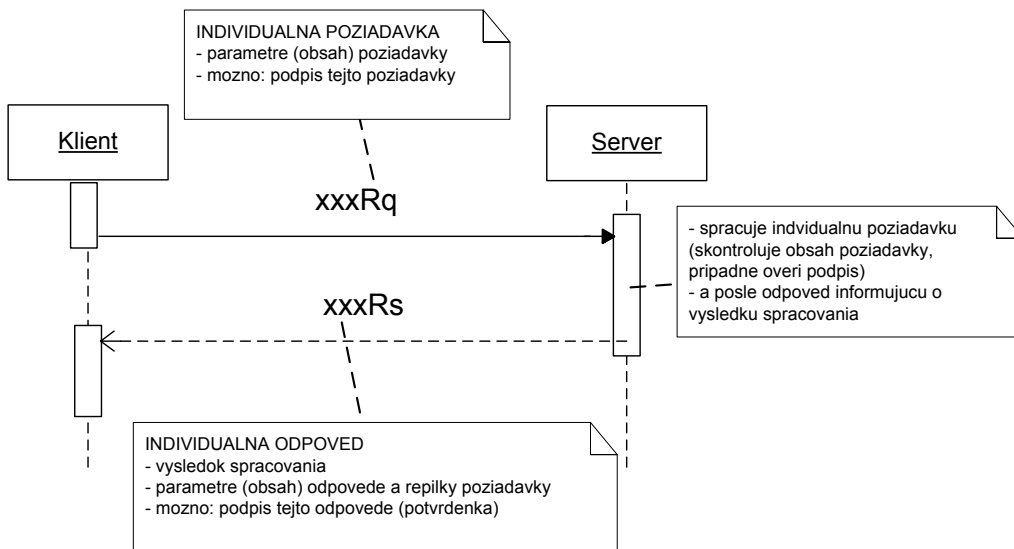 INDIVIDUALNA POZIADAVKA
- parametre (obsah) poziadavky
- mozno: podpis tejto poziadavky
Klient
Server
xxxRq
- spracuje indvidualnu poziadavku
(skontroluje obsah poziadavky,
pripadne overi podpis)
- a posle odpoved informujucu o
vysledku spracovania
xxxRs
INDIVIDUALNA ODPOVED
- vysledok spracovania
- parametre (obsah) odpovede a repilky poziadavky
- mozno: podpis tejto odpovede (potvrdenka)